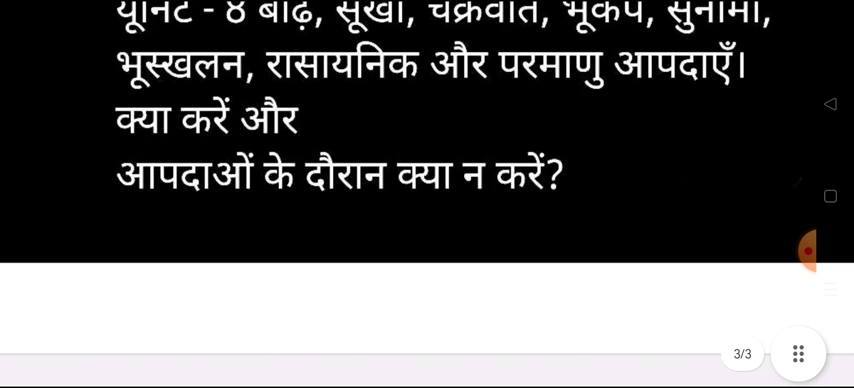 यूनिट - 8 बाढ़, सूखा, चक्रवात, भूकंप, सुनामी,
भूस्खलन, रासायनिक और परमाणु आपदाएँ।
क्या करें और
आपदाओं के दौरान क्या न करें?
3/3